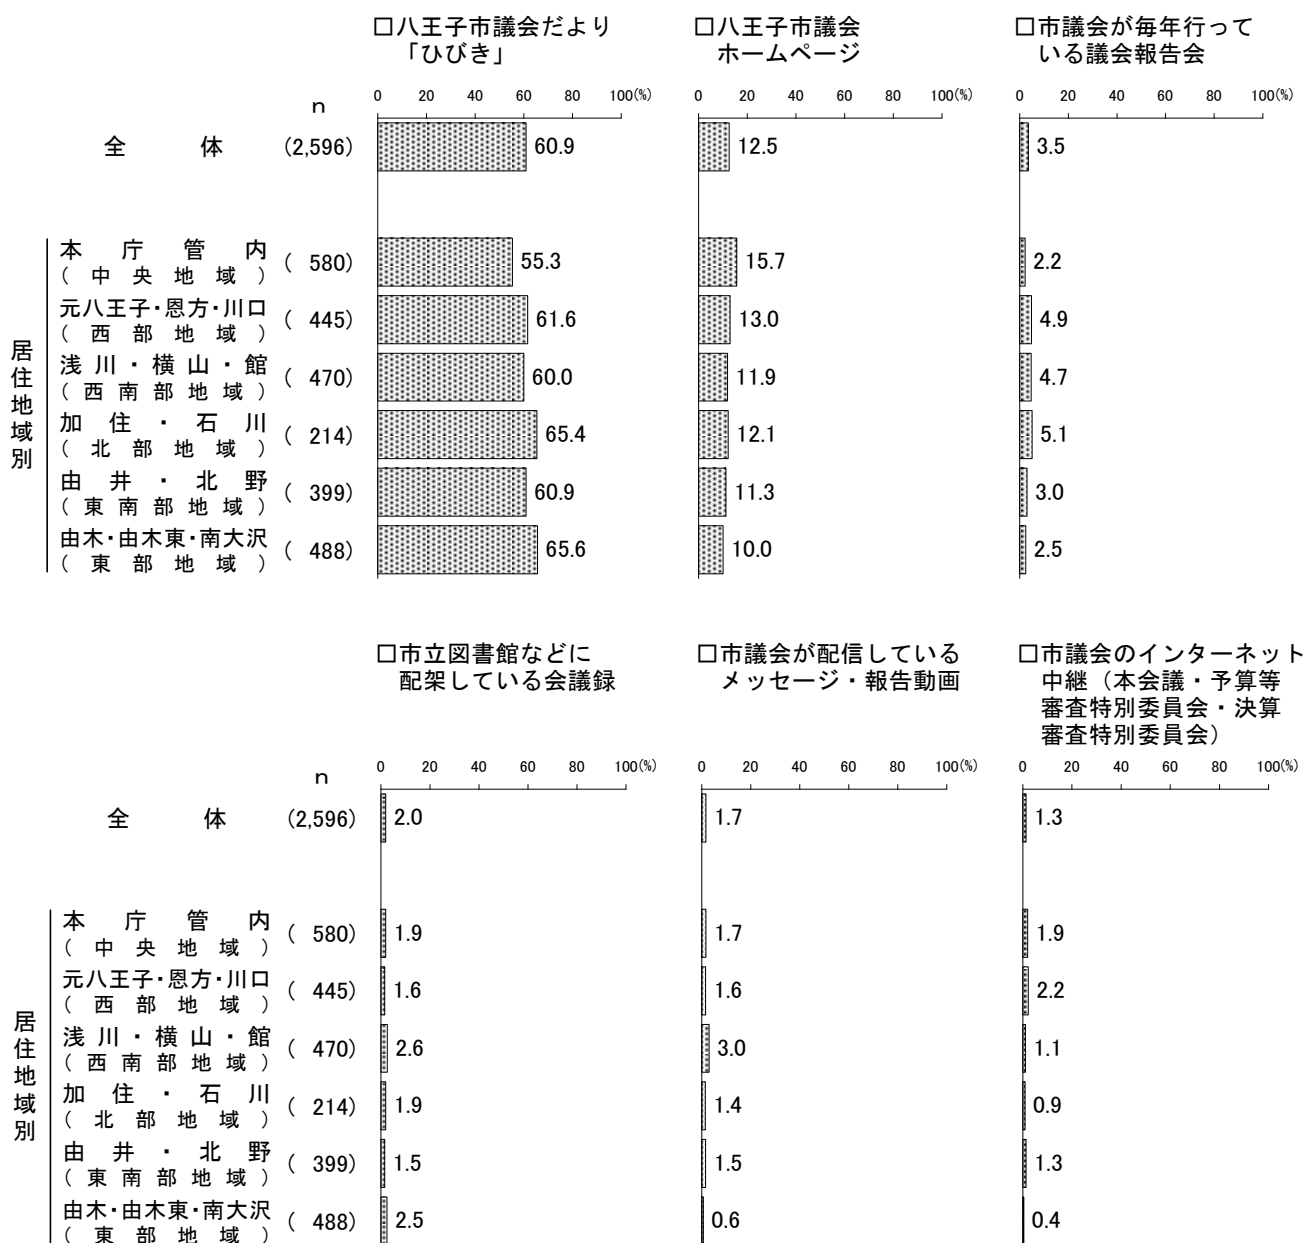 □八王子市議会だより
「ひびき」
□八王子市議会
ホームページ
□市議会が毎年行って
いる議会報告会
n
0 20 40 60 80 100(%)
0 20 40 60 80 100(%)
0 20 40 60 80 100(%)
全体 (2,596) 60.9 12.5 3.5
居住地域別
本庁管内
(中央地域) (580) 55.3 15.7 2.2
元八王子・恩方・川口
(西部地域) (445) 61.6 13.0 4.9
浅川・横山・館
(西南部地域) (470) 60.0 11.9 4.7
加住・石川
(北部地域) (214) 65.4 12.1 5.1
由井・北野
(東南部地域) (399) 60.9 11.3 3.0
由木・由木東・南大沢
(東部地域) (488) 65.6 10.0 2.5
□市立図書館などに
配架している会議録
□市議会が配信している
メッセージ・報告動画
□市議会のインターネット
中継（本会議・予算等
審査特別委員会・決算
審査特別委員会）
n
0 20 40 60 80 100(%)
0 20 40 60 80 100(%)
0 20 40 60 80 100(%)
全体 (2,596) 2.0 1.7 1.3
居住地域別
本庁管内
(中央地域) (580) 1.9 1.7 1.9
元八王子・恩方・川口
(西部地域) (445) 1.6 1.6 2.2
浅川・横山・館
(西南部地域) (470) 2.6 3.0 1.1
加住・石川
(北部地域) (214) 1.9 1.4 0.9
由井・北野
(東南部地域) (399) 1.5 1.5 1.3
由木・由木東・南大沢
(東部地域) (488) 2.5 0.6 0.4